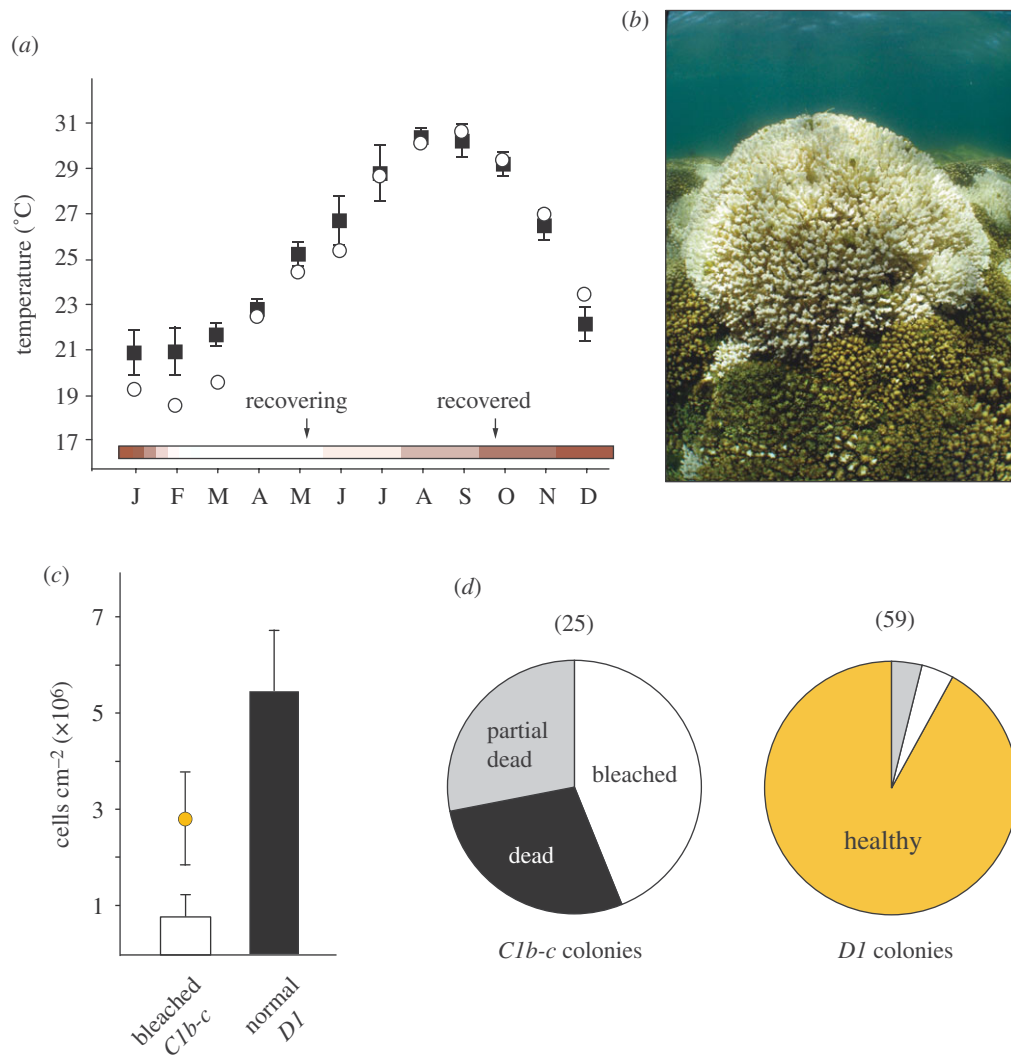 (a)
temperature (˚C)
31
29
27
25
23
21
19
17
recovering
recovered
J F M A M J J A S O N D
(b)
(c)
cells cm⁻² (×10⁶)
7
5
3
1
bleached
C1b-c
normal
D1
(d)
(25)
partial
dead
bleached
dead
C1b-c colonies
(59)
healthy
D1 colonies